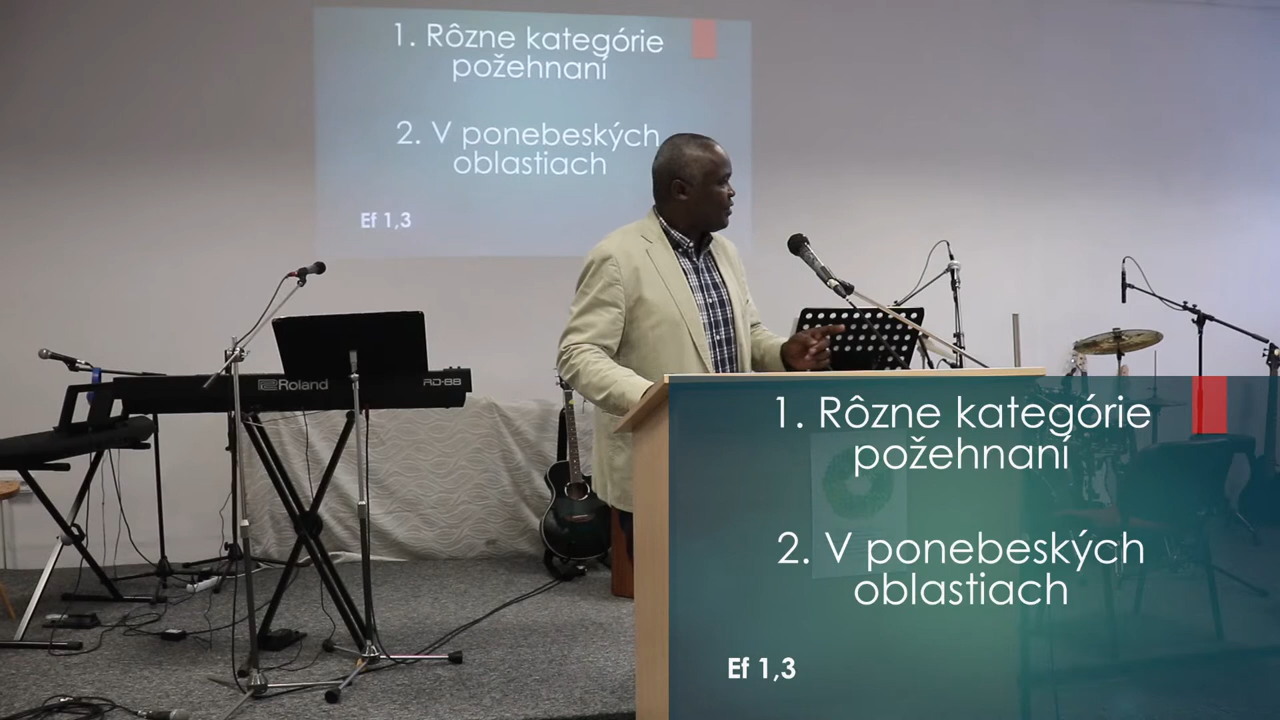 1. Rôzne kategórie
požehnaní
2. V ponebeských
oblastiach
Ef 1,3
Roland
RD-88
1. Rôzne kategórie
požehnaní
2. V ponebeských
oblastiach
Ef 1,3